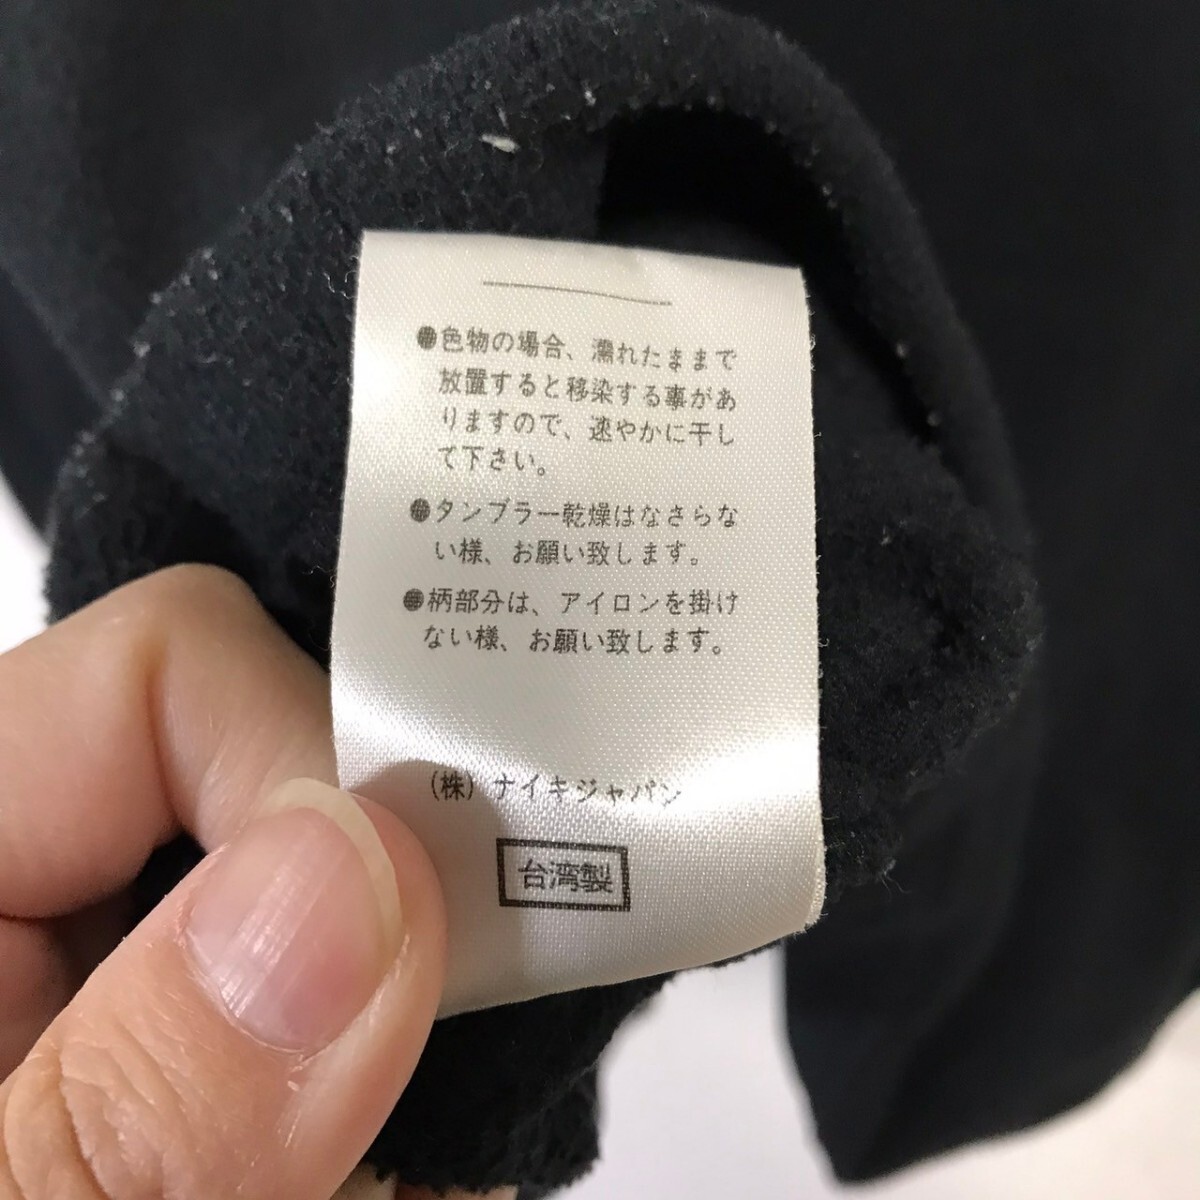 ●色物の場合、濡れたままで
放置すると移染する事があ
りますので、速やかに干し
て下さい。
●タンブラー乾燥はなさらな
い様、お願い致します。
●柄部分は、アイロンを掛け
ない様、お願い致します。
(株) ナイキジャパン
台湾製